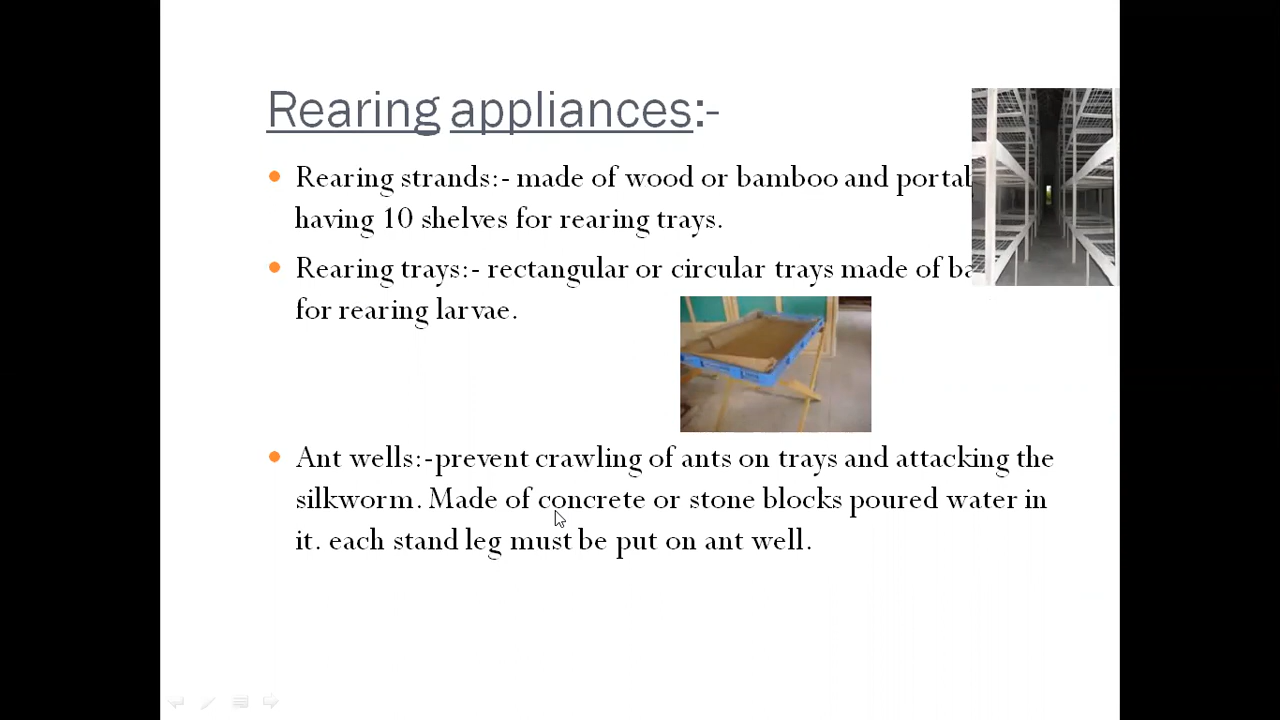 Rearing appliances:-
Rearing strands:- made of wood or bamboo and
having 10 shelves for rearing trays.
Rearing trays:- rectangular or circular trays made of
for rearing larvae.
Ant wells:-prevent crawling of ants on trays and attacking the
silkworm. Made of concrete or stone blocks poured water in
it. each stand leg must be put on ant well.